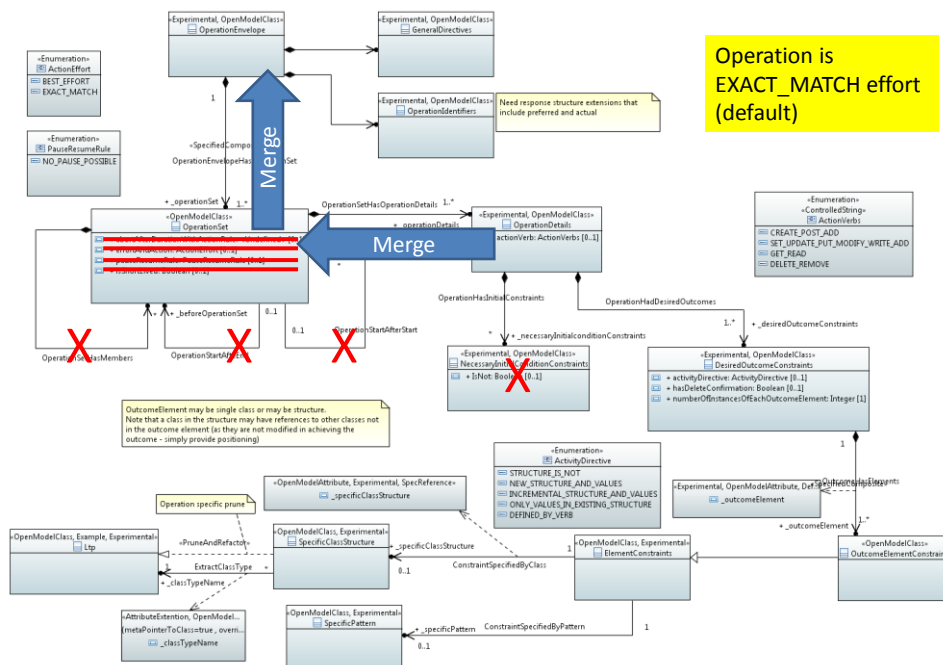 «Experimental, OpenModelClass»
OperationEnvelope
«Experimental, OpenModelClass»
GeneralDirectives
Operation is
EXACT_MATCH effort
(default)
«Enumeration»
ActionEffort
BEST_EFFORT
EXACT_MATCH
«Experimental, OpenModelClass»
OperationIdentifiers
Need response structure extensions that
include preferred and actual
1
«Enumeration»
PauseResumeRule
NO_PAUSE_POSSIBLE
Merge
+ _operationSet
1..*
«OpenModelClass»
OperationSet
OperationSetHasOperationDetails
1..*
+ _operationDetails
«Experimental, OpenModelClass»
OperationDetails
actionVerb: ActionVerbs [0..1]
Merge
«Enumeration»
«ControlledString»
ActionVerbs
CREATE_POST_ADD
SET_UPDATE_PUT_MODIFY_WRITE_ADD
GET_READ
DELETE_REMOVE
OperationHasInitialConstraints
OperationHadDesiredOutcomes
*
+ _beforeOperationSet
0..1
0..1
*
X
X
X
OperationStartAfterStart
*
+ _necessaryInitialconditionConstraints
1..*
+ _desiredOutcomeConstraints
«Experimental, OpenModelClass»
+ IsNot: Boolean [0..1]
X
«Experimental, OpenModelClass»
DesiredOutcomeConstraints
+ activityDirective: ActivityDirective [0..1]
+ hasDeleteConfirmation: Boolean [0..1]
+ numberOfInstancesOfEachOutcomeElement: Integer [1]
OutcomeElement may be single class or may be structure.
Note that a class in the structure may have references to other classes not
in the outcome element (as they are not modified in achieving the
outcome - simply provide positioning)
1
«Enumeration»
ActivityDirective
STRUCTURE_IS_NOT
NEW_STRUCTURE_AND_VALUES
INCREMENTAL_STRUCTURE_AND_VALUES
ONLY_VALUES_IN_EXISTING_STRUCTURE
DEFINED_BY_VERB
«OpenModelAttribute, Experimental, SpecReference»
_specificClassStructure
_outcomeElement
Operation specific prune
+ _outcomeElement
1..*
«OpenModelClass, Example, Experimental»
Ltp
«PruneAndRefactor»
«OpenModelClass, Experimental»
SpecificClassStructure
+ _specificClassStructure
0..1
ConstraintSpecifiedByClass
1
«OpenModelClass, Experimental»
ElementConstraints
«OpenModelClass»
OutcomeElementConstraint
1
ExtractClassType
*
+ _classTypeName
«AttributeExtention, OpenModel...
{metaPointerToClass=true , overri...
_classTypeName
«OpenModelClass, Experimental»
SpecificPattern
+ _specificPattern
0..1
ConstraintSpecifiedByPattern
1